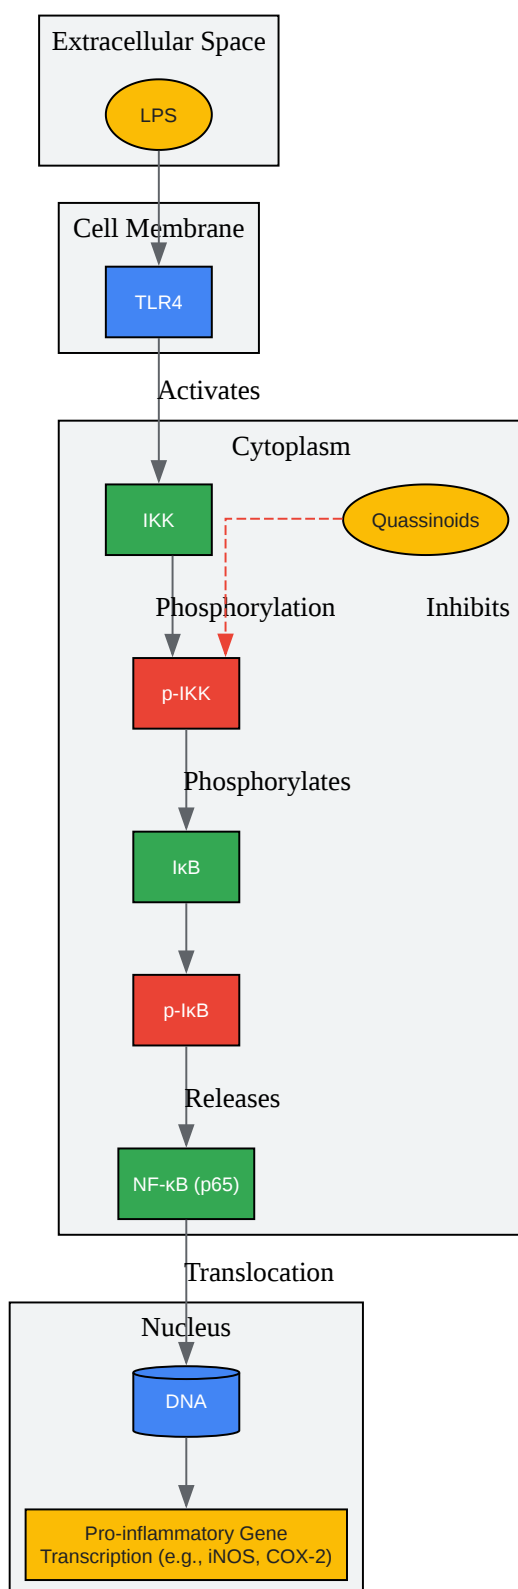 Extracellular Space
LPS
Cell Membrane
TLR4
Activates
Cytoplasm
IKK
Quassinoids
Phosphorylation
Inhibits
p-IKK
Phosphorylates
IκB
p-IκB
Releases
NF-κB (p65)
Translocation
Nucleus
DNA
Pro-inflammatory Gene
Transcription (e.g., iNOS, COX-2)